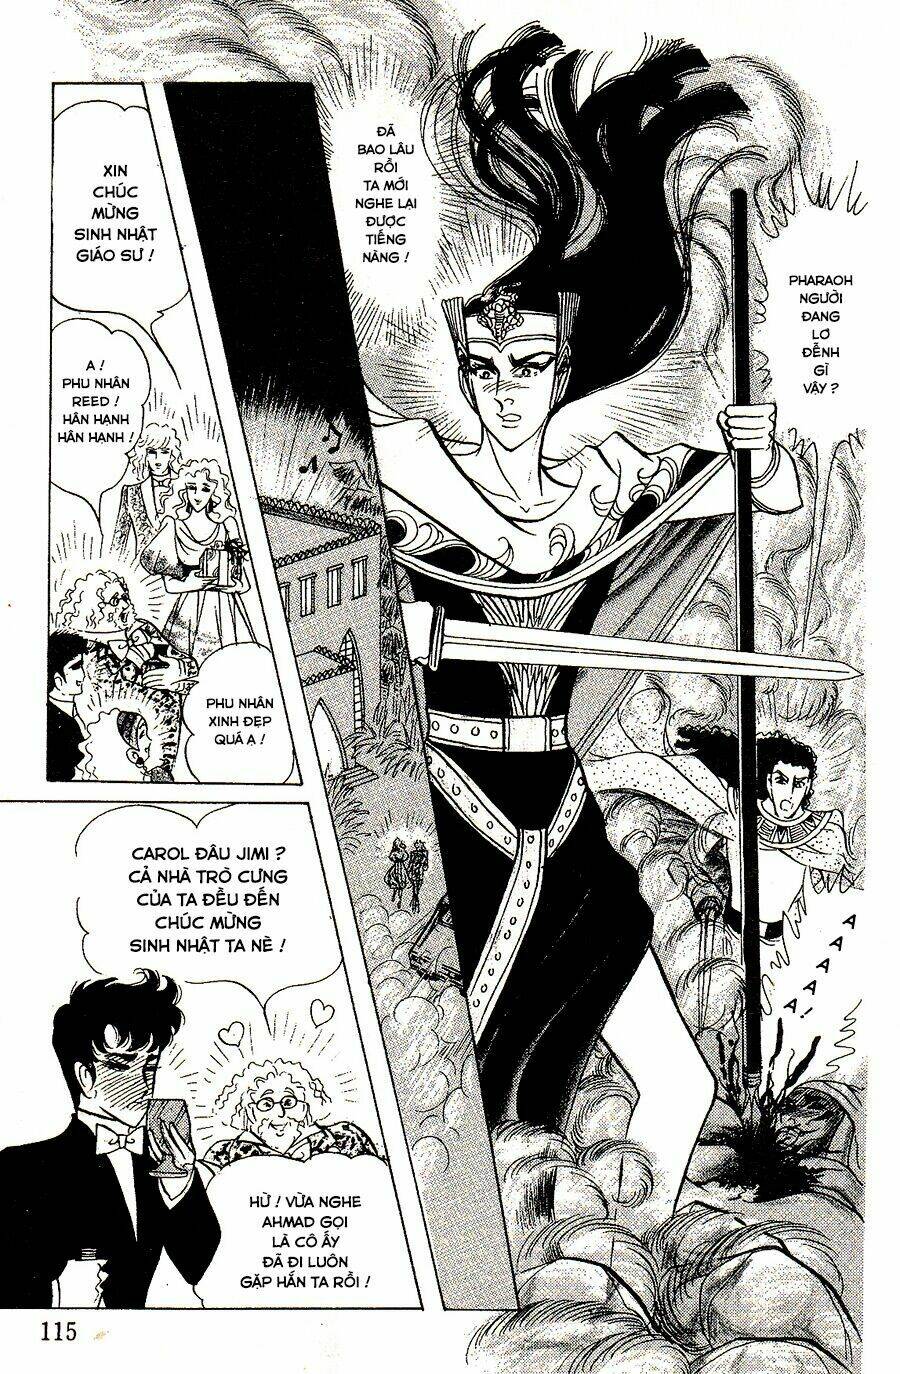 PHARAOH
NGƯỜI
ĐANG
LƠ
ĐỄNH
GÌ
VẬY ?
ĐÃ
BAO LÂU
RỒI
TA MỚI
NGHE LẠI
ĐƯỢC
TIẾNG
NÀNG !
A A A A A !
XIN
CHÚC
MỪNG
SINH NHẬT
GIÁO SƯ !
A !
PHU NHÂN
REED !
HÂN HẠNH
HÂN HẠNH !
PHU NHÂN
XINH ĐẸP
QUÁ Ạ !
CAROL ĐÂU JIMI ?
CẢ NHÀ TRÒ CƯNG
CỦA TA ĐỀU ĐẾN
CHÚC MỪNG
SINH NHẬT TA NÈ !
HỪ ! VỪA NGHE
AHMAD GỌI
LÀ CÔ ẤY
ĐÃ ĐI LUÔN
GẶP HẮN TA RỒI !
115